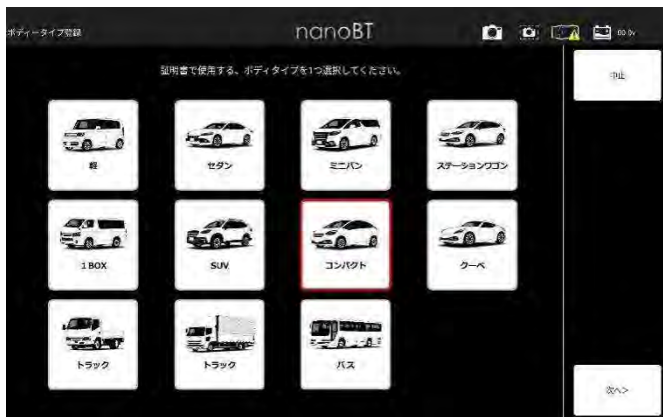 ボディータイプ登録
nanoBT
00.0v
証明書で使用する、ボディタイプを1つ選択してください。
中止
軽
セダン
ミニバン
ステーションワゴン
1BOX
SUV
コンパクト
クーペ
トラック
トラック
バス
次へ>